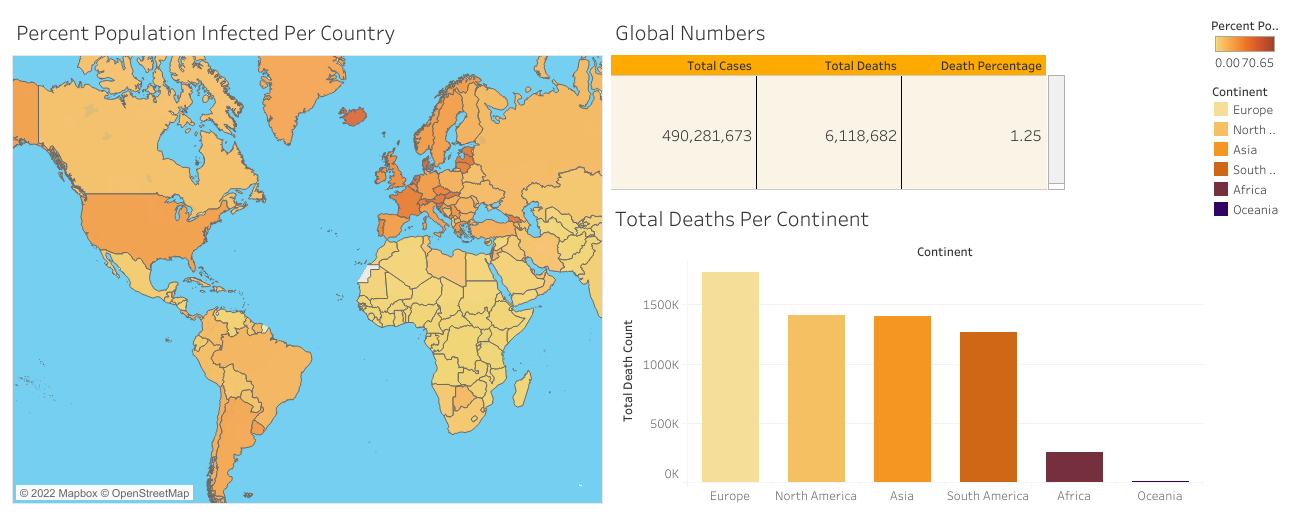 Percent Population Infected Per Country
© 2022 Mapbox © OpenStreetMap
Global Numbers
Total Cases Total Deaths Death Percentage
490,281,673 6,118,682 1.25
Total Deaths Per Continent
Continent
Total Death Count
1500K
1000K
500K
0K
Europe North America Asia South America Africa Oceania
Percent Po..
0.00 70.65
Continent
Europe
North ..
Asia
South ..
Africa
Oceania